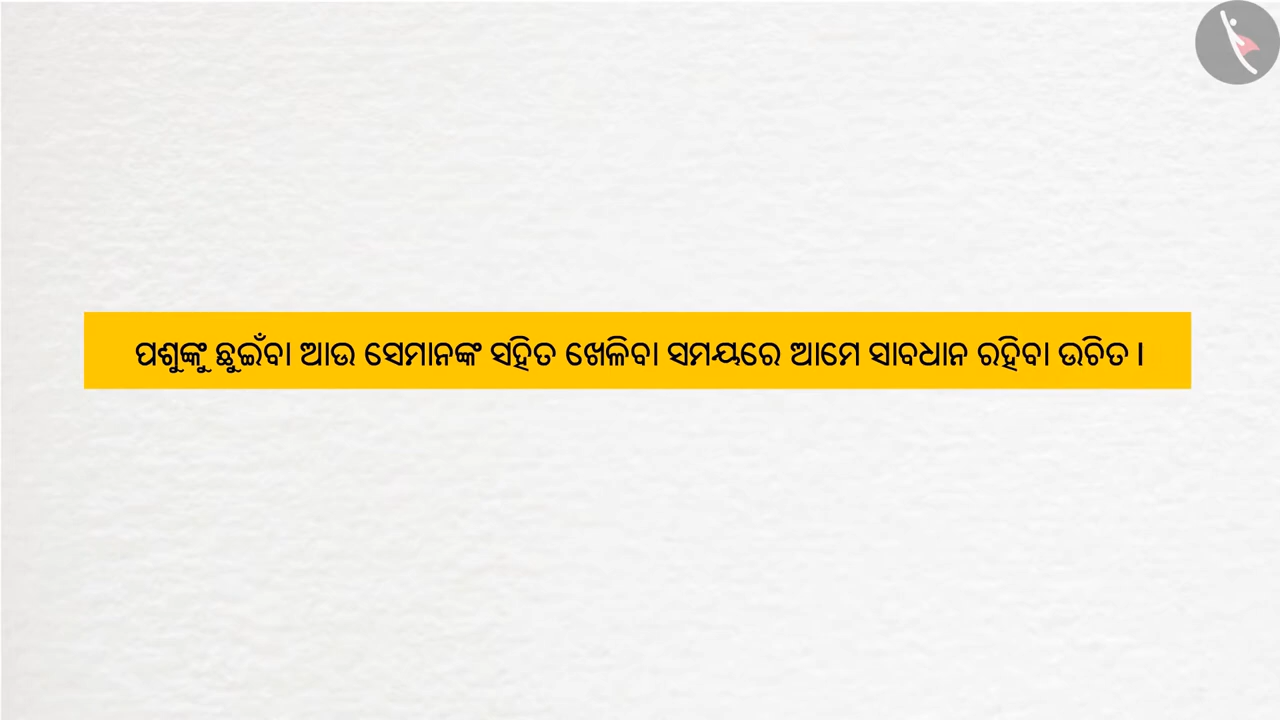 ପଶୁଙ୍କୁ ଛୁଇଁବା ଆଉ ସେମାନଙ୍କ ସହିତ ଖେଳିବା ସମୟରେ ଆମେ ସାବଧାନ ରହିବା ଉଚିତ ।